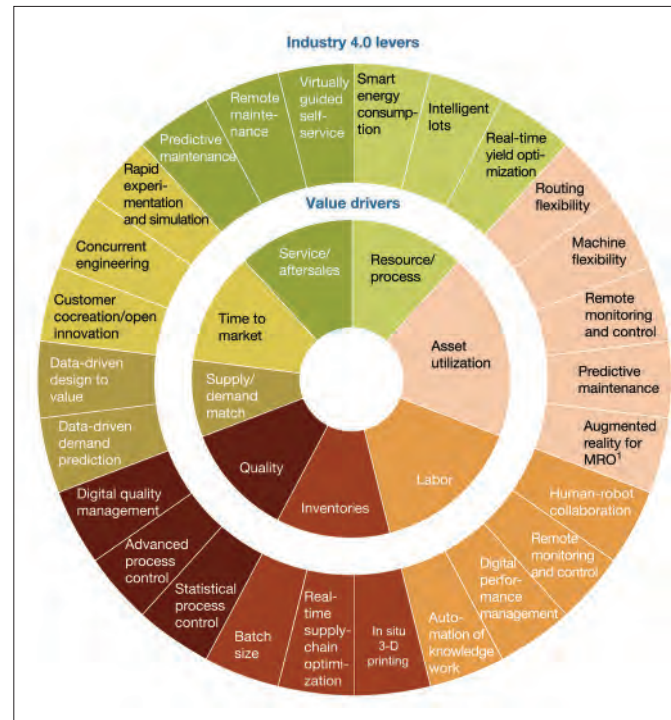 Industry 4.0 levers
Smart
energy
consump-
tion
Intelligent
lots
Real-time
yield opti-
mization
Routing
flexibility
Machine
flexibility
Remote
monitoring
and control
Predictive
maintenance
Augmented
reality for
MRO1
Human-robot
collaboration
Remote
monitoring
and control
Digital
perfor-
mance
management
Auto-
mation of
knowledge
work
In situ
3-D
printing
Real-
time
supply-
chain
optimi-
zation
Batch
size
Statistical
process
control
Advanced
process
control
Digital quality
management
Data-driven
demand
prediction
Data-driven
design to
value
Customer
cocreation/open
innovation
Concurrent
engineering
Rapid
experi-
mentation
and simulation
Predictive
maintenance
Remote
mainte-
nance
Virtually
guided
self-
service
Value drivers
Resource/
process
Asset
utilization
Labor
Inventories
Quality
Supply/
demand
match
Time to
market
Service/
aftersales